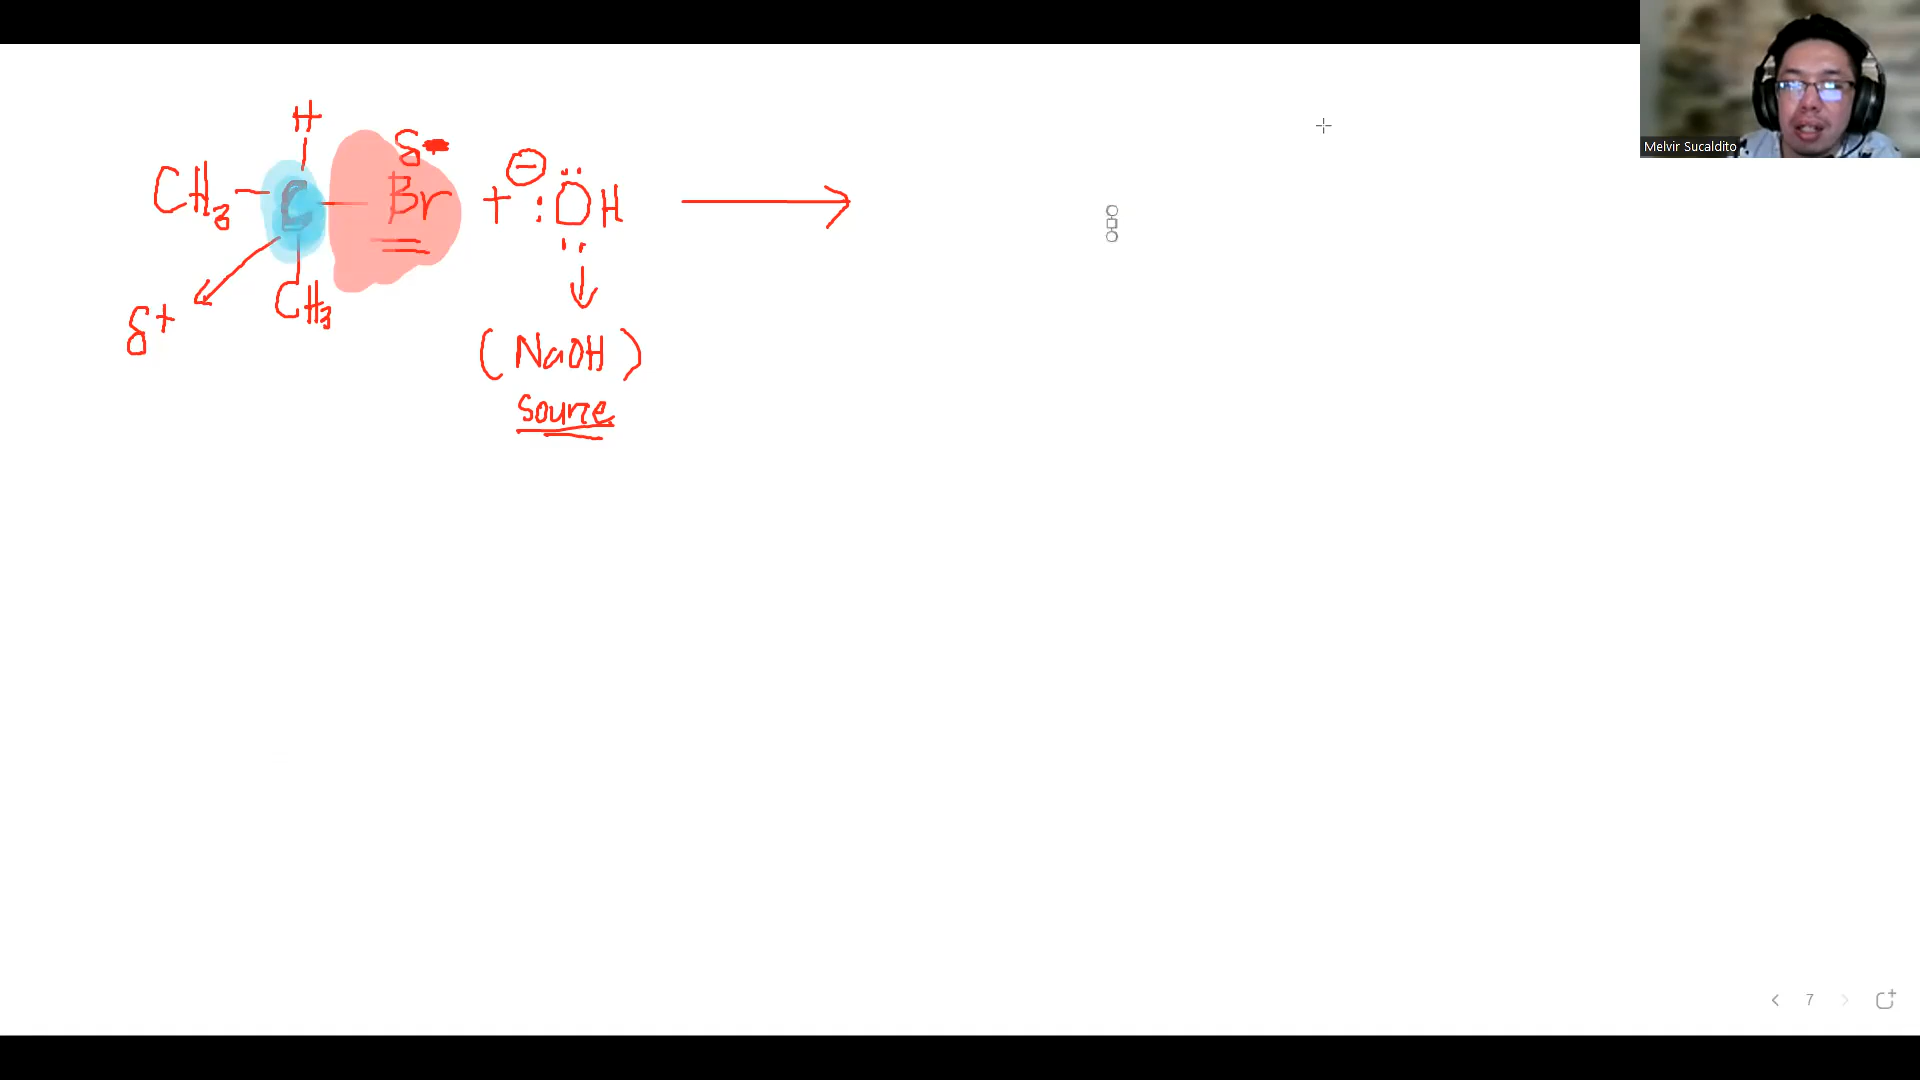 H
δ-
CH3 - C - Br + ⊖ :ÖH →
CH3
δ+
(NaOH)
source
Melvir Sucaldito
7